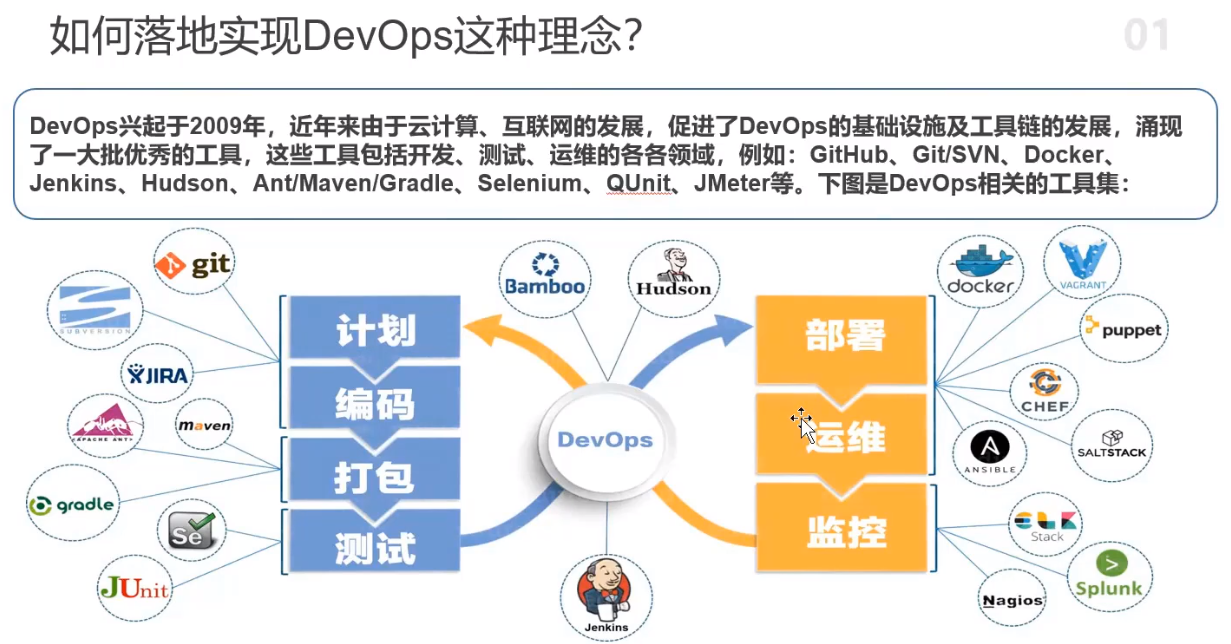 如何落地实现DevOps这种理念？
01
DevOps兴起于2009年，近年来由于云计算、互联网的发展，促进了DevOps的基础设施及工具链的发展，涌现
了一大批优秀的工具，这些工具包括开发、测试、运维的各各领域，例如：GitHub、Git/SVN、Docker、
Jenkins、Hudson、Ant/Maven/Gradle、Selenium、QUnit、JMeter等。下图是DevOps相关的工具集：
git
SUBVERSION
JIRA
APACHE ANT
maven
gradle
Se
JUnit
计划
编码
打包
测试
Bamboo
Hudson
DevOps
Jenkins
部署
运维
监控
docker
VAGRANT
puppet
CHEF
ANSIBLE
SALTSTACK
ELK
Stack
Splunk
Nagios